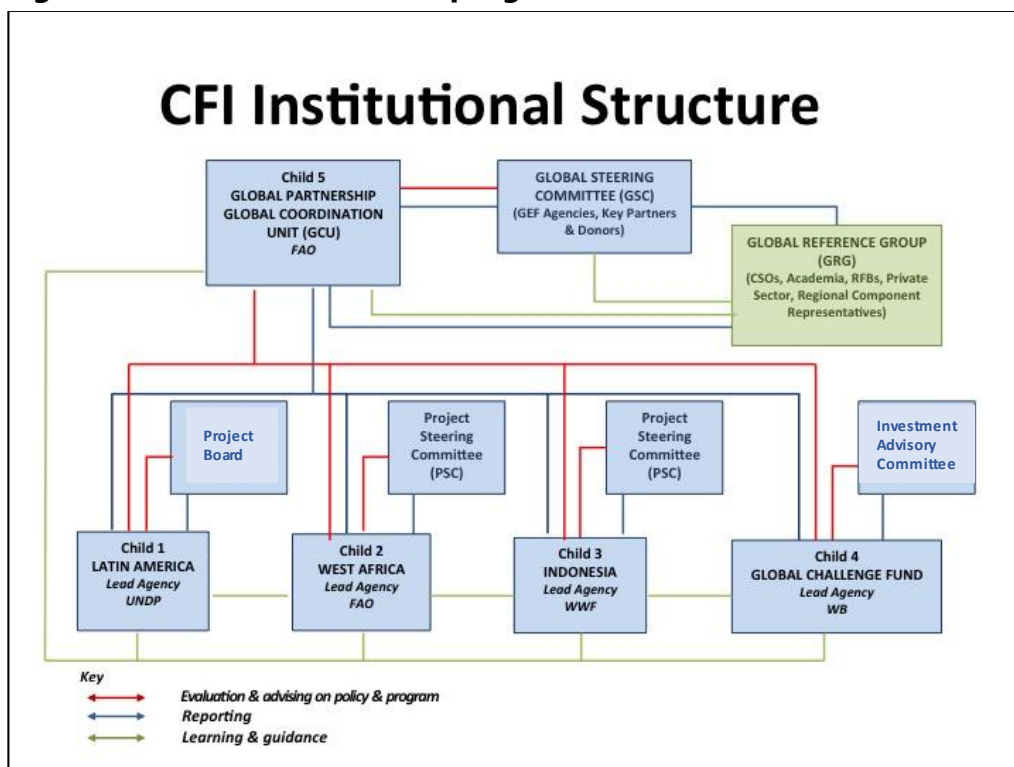 CFI Institutional Structure
Child 5
GLOBAL PARTNERSHIP
GLOBAL COORDINATION
UNIT (GCU)
FAO
GLOBAL STEERING
COMMITTEE (GSC)
(GEF Agencies, Key Partners
& Donors)
GLOBAL REFERENCE GROUP
(GRG)
(CSOs, Academia, RFBs, Private
Sector, Regional Component
Representatives)
Project
Board
Project
Steering
Committee
(PSC)
Project
Steering
Committee
(PSC)
Investment
Advisory
Committee
Child 1
LATIN AMERICA
Lead Agency
UNDP
Child 2
WEST AFRICA
Lead Agency
FAO
Child 3
INDONESIA
Lead Agency
WWF
Child 4
GLOBAL CHALLENGE FUND
Lead Agency
WB
Key
Evaluation & advising on policy & program
Reporting
Learning & guidance